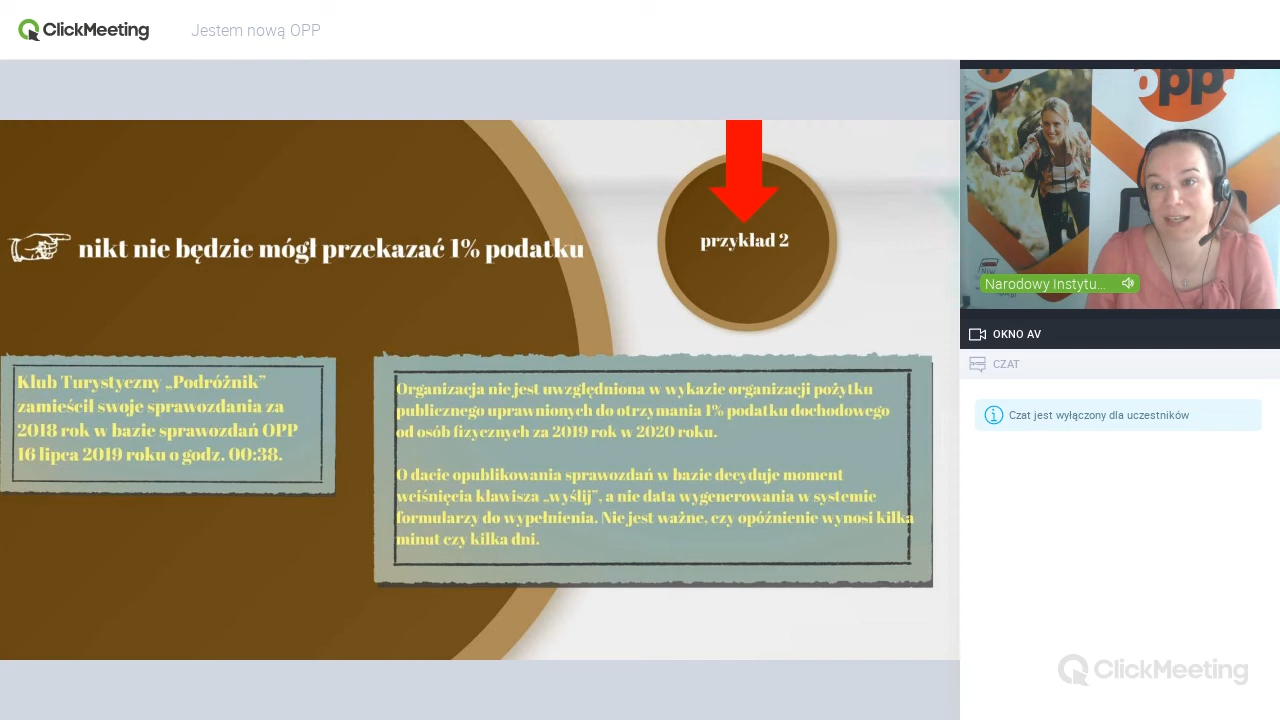 ClickMeeting
Jestem nową OPP
opp.
przykład 2
nikt nie będzie mógł przekazać 1% podatku
Klub Turystyczny „Podróżnik”
zamieścił swoje sprawozdania za
2018 rok w bazie sprawozdań OPP
16 lipca 2019 roku o godz. 00:38.
Organizacja nie jest uwzględniona w wykazie organizacji pożytku
publicznego uprawnionych do otrzymania 1% podatku dochodowego
od osób fizycznych za 2019 rok w 2020 roku.
O dacie opublikowania sprawozdań w bazie decyduje moment
weiśnięcia klawisza „wyślij”, a nie data wygenerowania w systemie
formularzy do wypełnienia. Nie jest ważne, czy opóźnienie wynosi kilka
minut czy kilka dni.
Narodowy Instytu...
OKNO AV
CZAT
Czat jest wyłączony dla uczestników
ClickMeeting